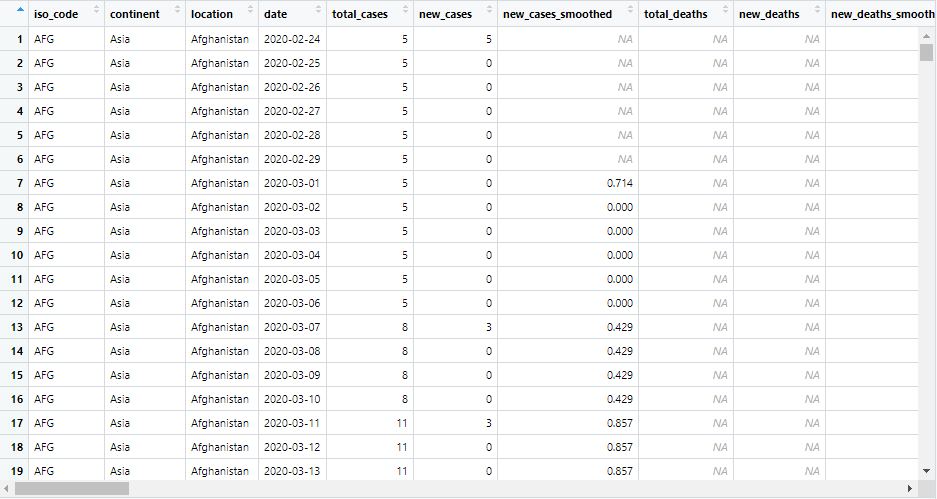 iso_code continent location date total_cases new_cases new_cases_smoothed total_deaths new_deaths new_deaths_smooth
1 AFG Asia Afghanistan 2020-02-24 5 5 NA NA NA
2 AFG Asia Afghanistan 2020-02-25 5 0 NA NA NA
3 AFG Asia Afghanistan 2020-02-26 5 0 NA NA NA
4 AFG Asia Afghanistan 2020-02-27 5 0 NA NA NA
5 AFG Asia Afghanistan 2020-02-28 5 0 NA NA NA
6 AFG Asia Afghanistan 2020-02-29 5 0 NA NA NA
7 AFG Asia Afghanistan 2020-03-01 5 0 0.714 NA NA
8 AFG Asia Afghanistan 2020-03-02 5 0 0.000 NA NA
9 AFG Asia Afghanistan 2020-03-03 5 0 0.000 NA NA
10 AFG Asia Afghanistan 2020-03-04 5 0 0.000 NA NA
11 AFG Asia Afghanistan 2020-03-05 5 0 0.000 NA NA
12 AFG Asia Afghanistan 2020-03-06 5 0 0.000 NA NA
13 AFG Asia Afghanistan 2020-03-07 8 3 0.429 NA NA
14 AFG Asia Afghanistan 2020-03-08 8 0 0.429 NA NA
15 AFG Asia Afghanistan 2020-03-09 8 0 0.429 NA NA
16 AFG Asia Afghanistan 2020-03-10 8 0 0.429 NA NA
17 AFG Asia Afghanistan 2020-03-11 11 3 0.857 NA NA
18 AFG Asia Afghanistan 2020-03-12 11 0 0.857 NA NA
19 AFG Asia Afghanistan 2020-03-13 11 0 0.857 NA NA